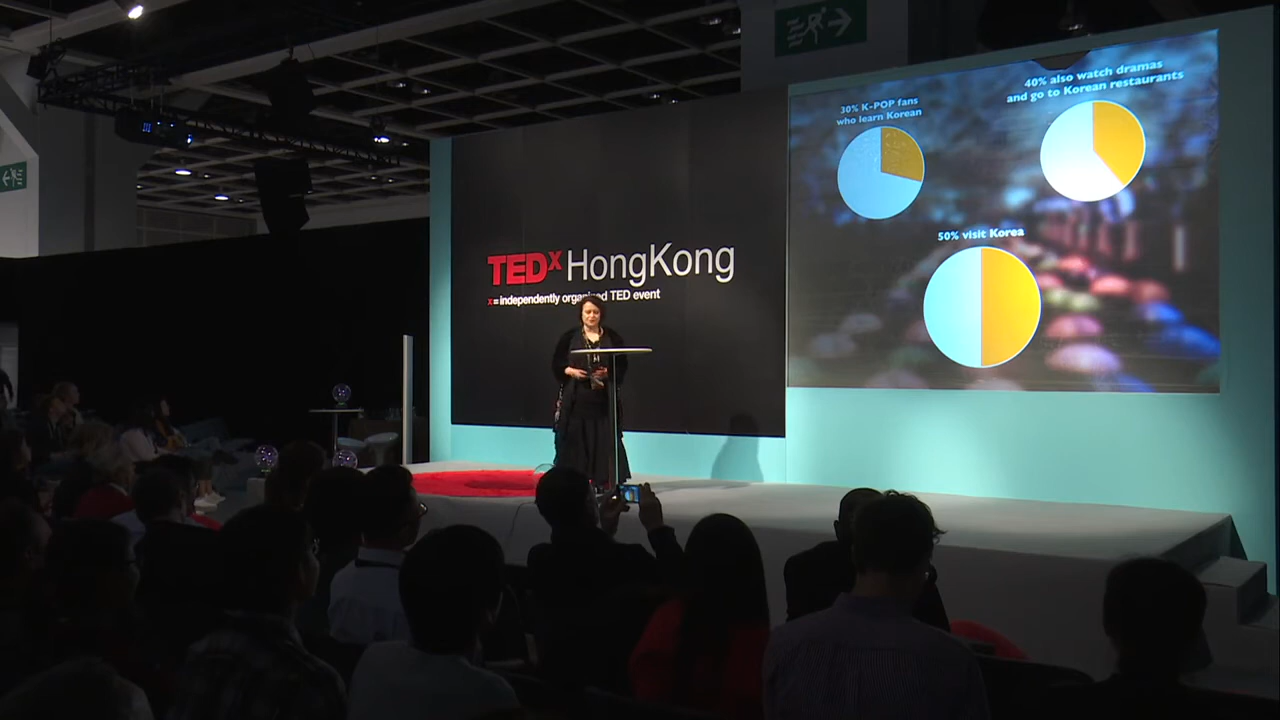 TEDx HongKong
x = independently organized TED event
30% K-POP fans
who learn Korean
40% also watch dramas
and go to Korean restaurants
50% visit Korea